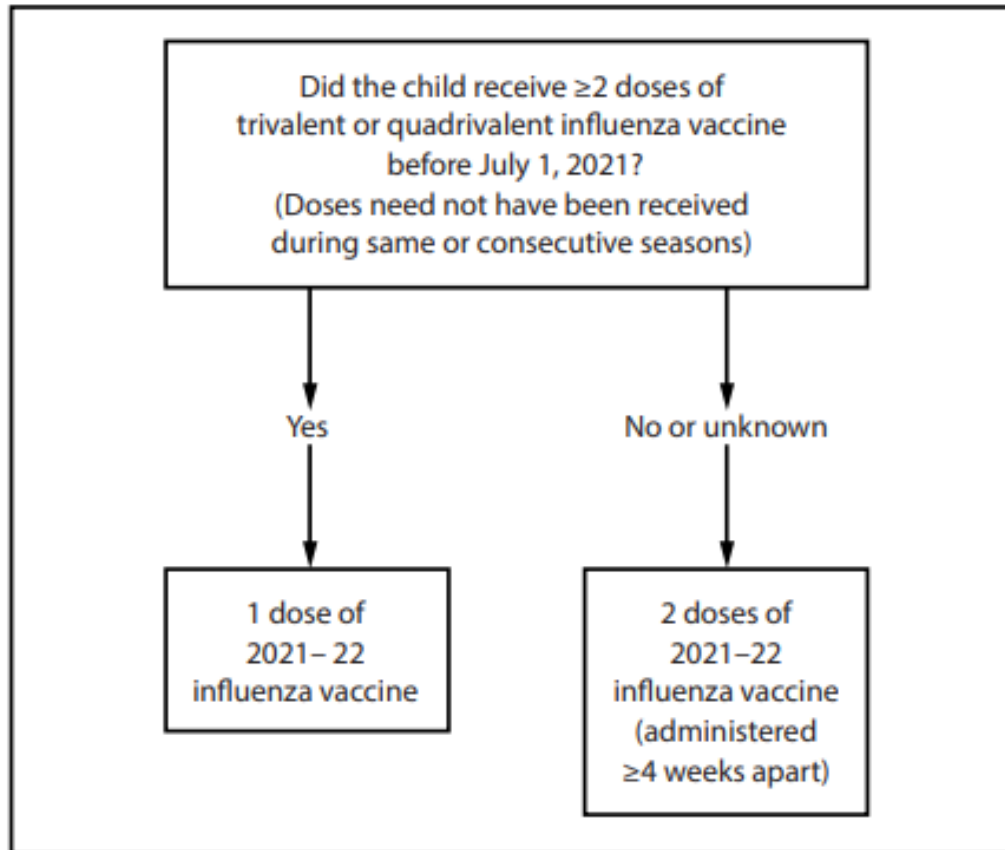 Did the child receive ≥2 doses of
trivalent or quadrivalent influenza vaccine
before July 1, 2021?
(Doses need not have been received
during same or consecutive seasons)
Yes
No or unknown
1 dose of
2021– 22
influenza vaccine
2 doses of
2021–22
influenza vaccine
(administered
≥4 weeks apart)